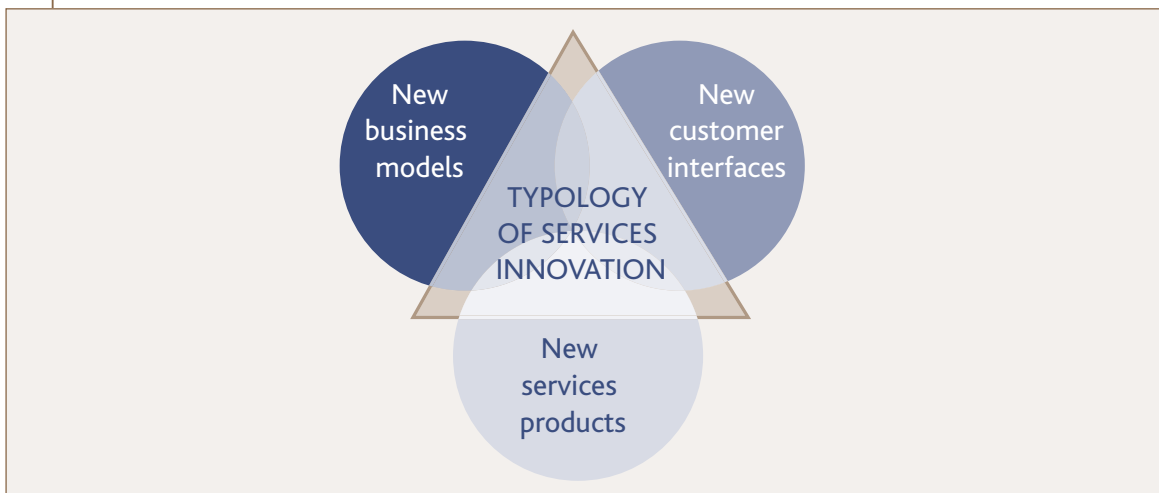 New
business
models
New
customer
interfaces
TYPOLOGY
OF SERVICES
INNOVATION
New
services
products